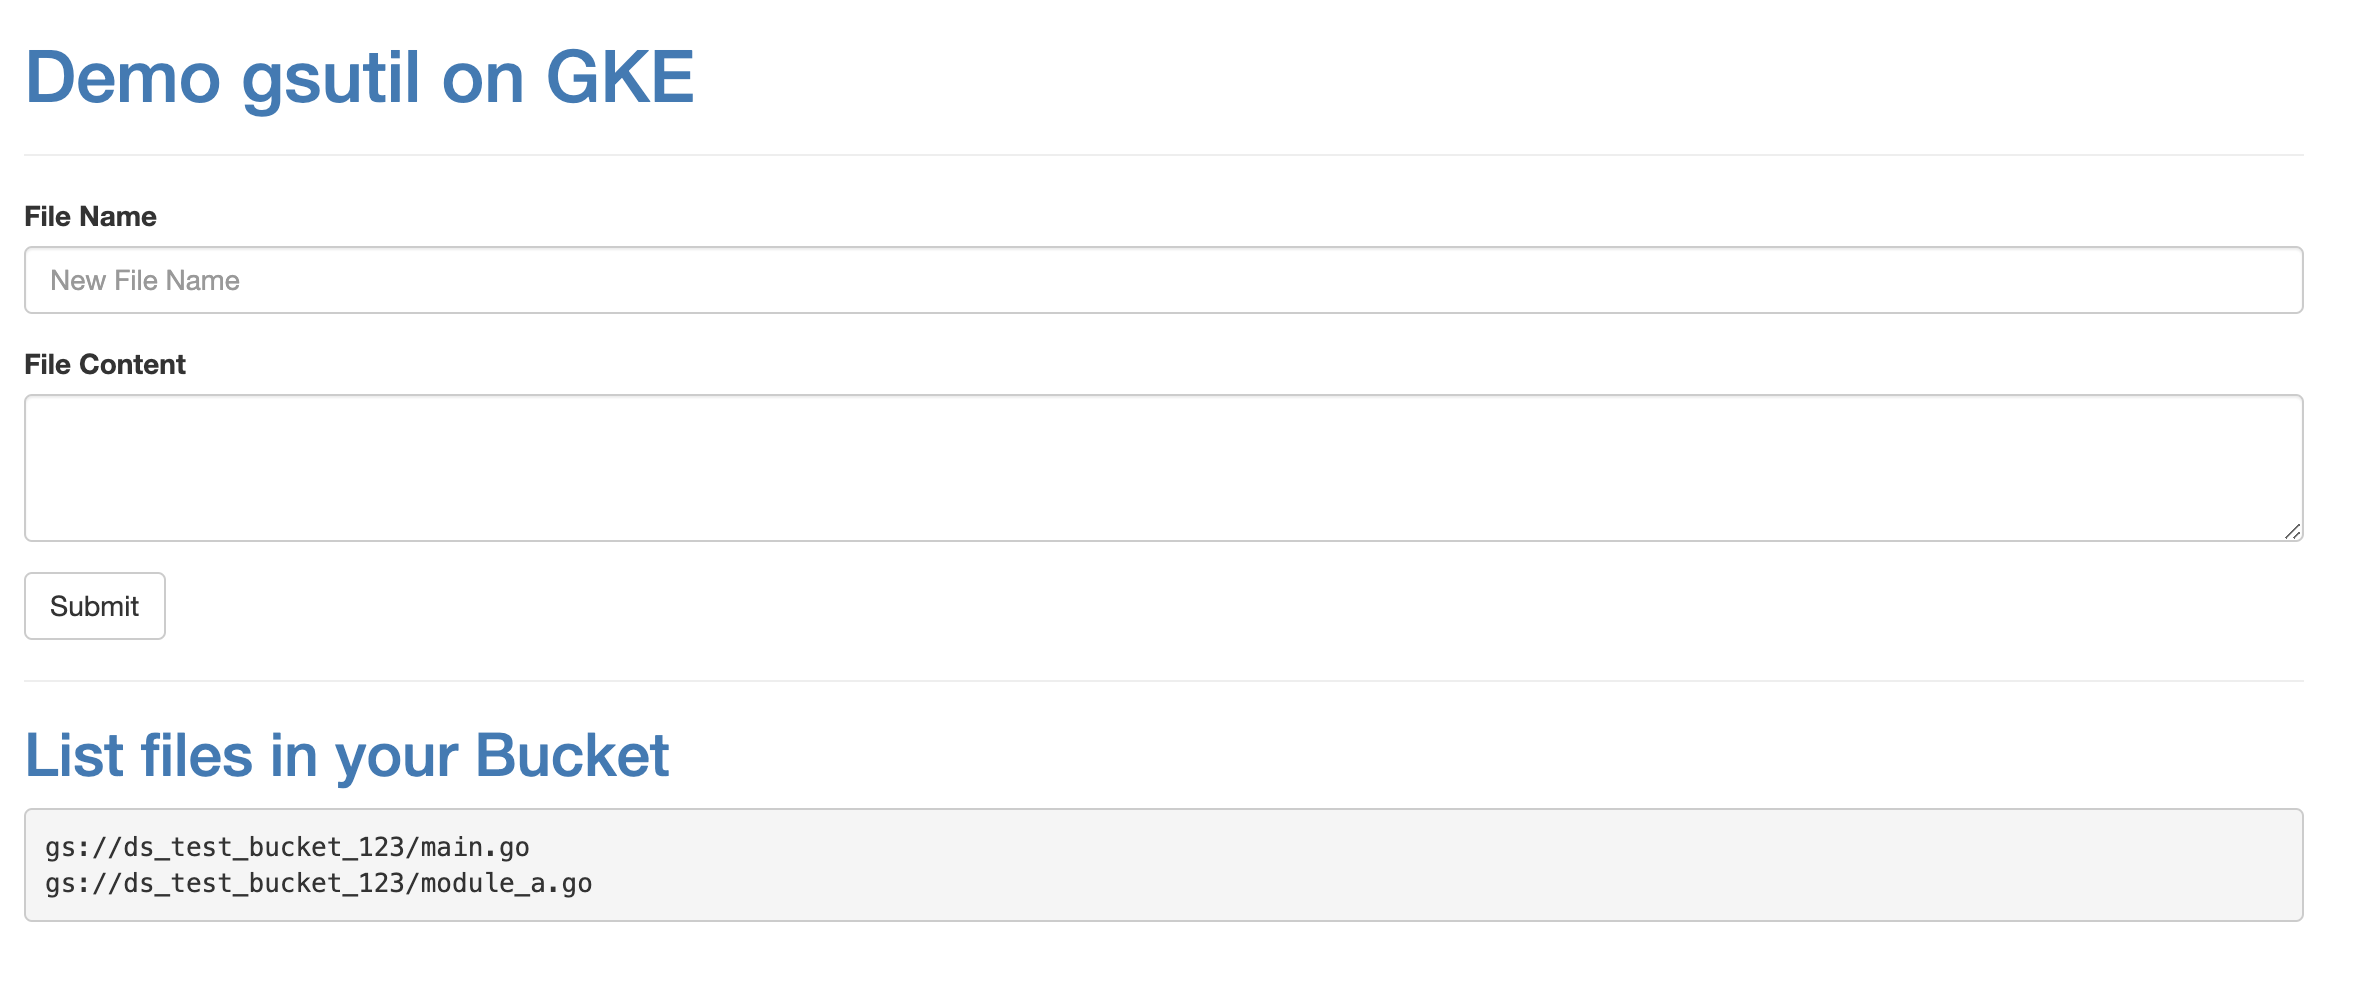 Demo gsutil on GKE
File Name
New File Name
File Content
Submit
List files in your Bucket
gs://ds_test_bucket_123/main.go
gs://ds_test_bucket_123/module_a.go